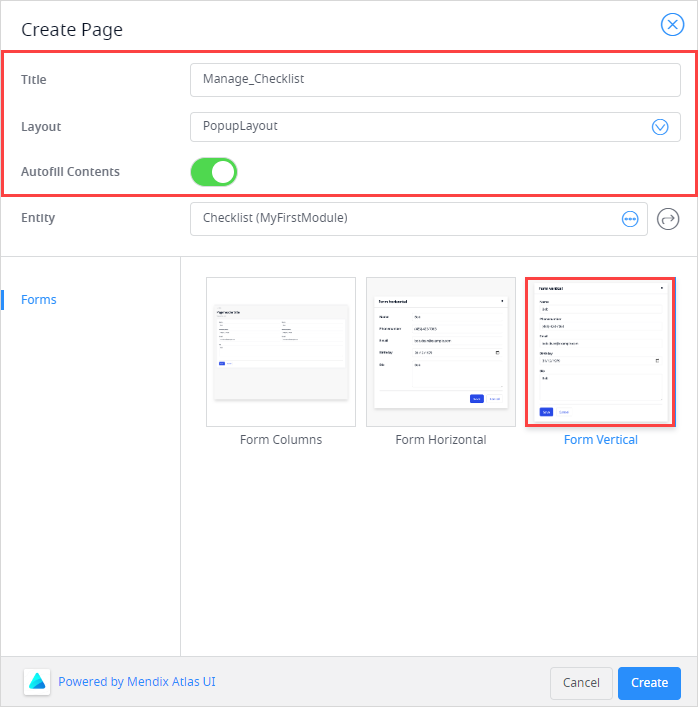 Create Page
Title
Manage_Checklist
Layout
PopupLayout
Autofill Contents
Entity
Checklist (MyFirstModule)
Forms
Form Columns
Form Horizontal
Form Vertical
Powered by Mendix Atlas UI
Cancel
Create